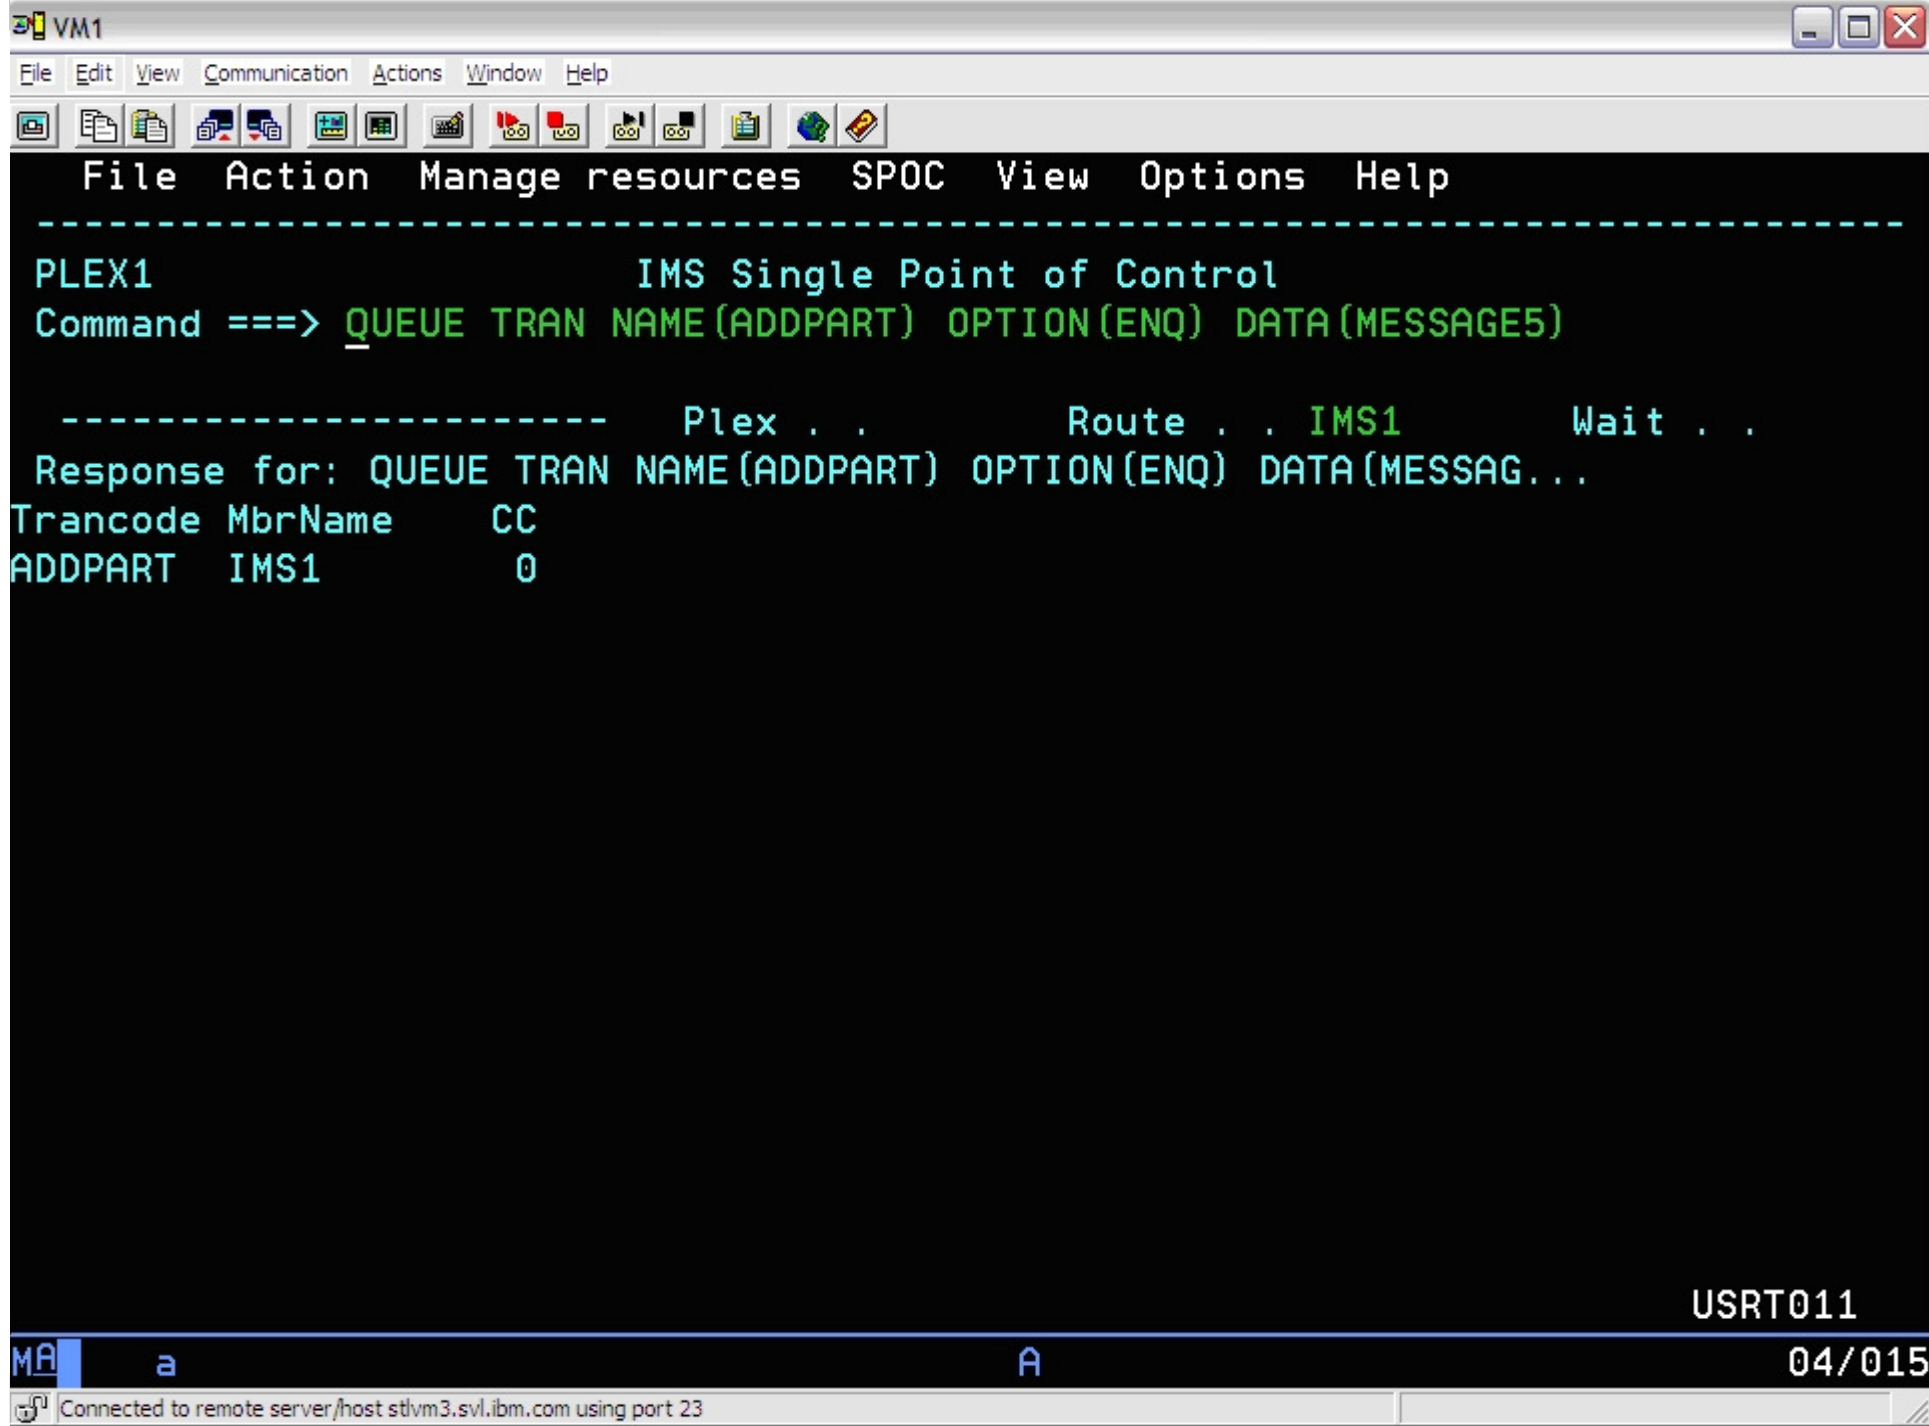 VM1
File Edit View Communication Actions Window Help
File Action Manage resources SPOC View Options Help
--------------------------------------------------------------------------------
PLEX1 IMS Single Point of Control
Command ===> QUEUE TRAN NAME(ADDPART) OPTION(ENQ) DATA(MESSAGE5)
----------------------- Plex . . Route . . IMS1 Wait . .
Response for: QUEUE TRAN NAME(ADDPART) OPTION(ENQ) DATA(MESSAG...
Trancode MbrName CC
ADDPART IMS1 0
USRT011
MA a A 04/015
Connected to remote server/host stlvm3.svl.ibm.com using port 23